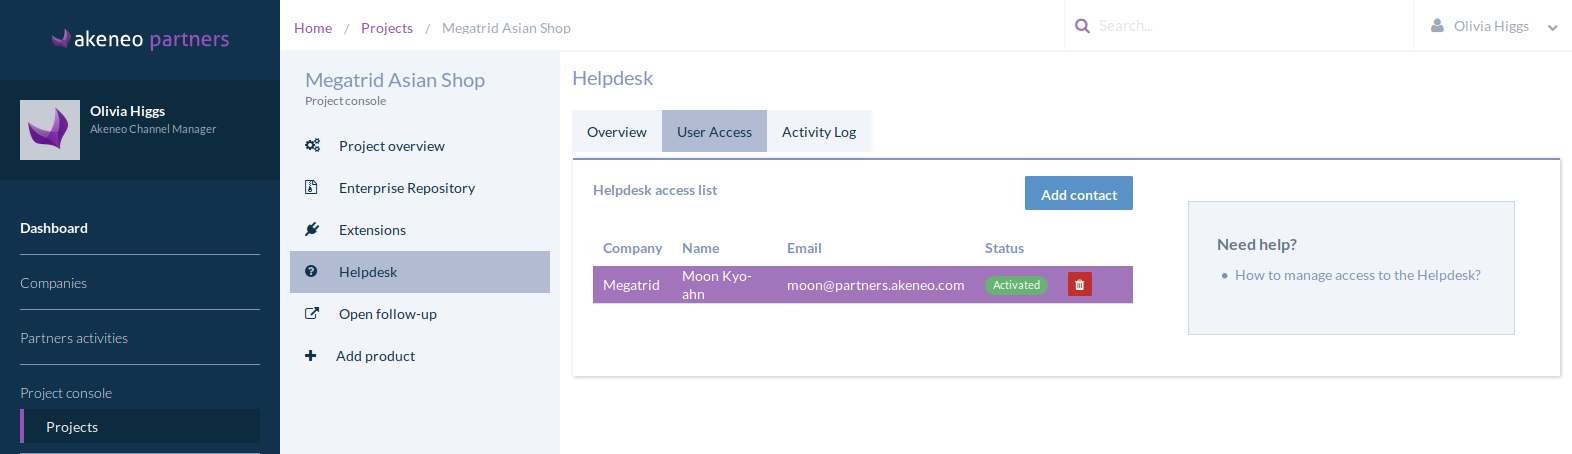 akeneo partners
Home / Projects / Megatrid Asian Shop
Search...
Olivia Higgs
Olivia Higgs
Akeneo Channel Manager
Dashboard
Companies
Partners activities
Project console
Projects
Megatrid Asian Shop
Project console
Project overview
Enterprise Repository
Extensions
Helpdesk
Open follow-up
Add product
Helpdesk
Overview User Access Activity Log
Helpdesk access list
Add contact
Company Name Email Status
Megatrid Moon Kyo-
ahn moon@partners.akeneo.com Activated
Need help?
• How to manage access to the Helpdesk?